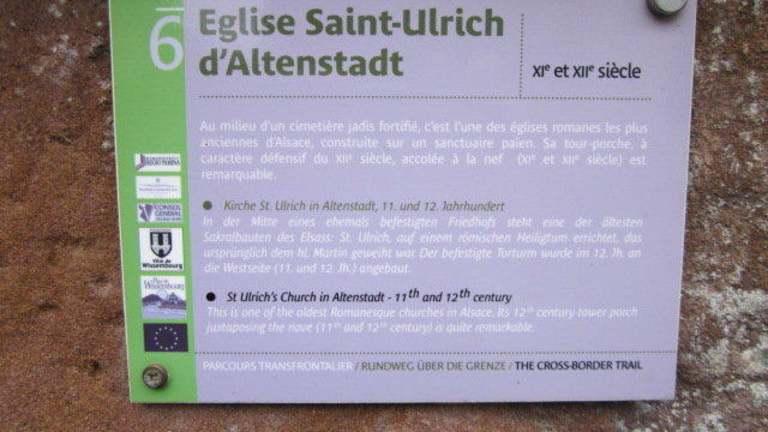 6
Eglise Saint-Ulrich
d'Altenstadt
XIe et XIIe siècle
Au milieu d'un cimetière jadis fortifié, c'est l'une des églises romanes les plus
anciennes d'Alsace, construite sur un sanctuaire païen. Sa tour-porche, à
caractère défensif du XIIe siècle, accolée à la nef (XIe et XIIe siècle) est
remarquable.
Kirche St. Ulrich in Altenstadt, 11. und 12. Jahrhundert
In der Mitte eines ehemals befestigten Friedhofs steht eine der ältesten
Sakralbauten des Elsass: St. Ulrich, auf einem römischen Heiligtum errichtet, das
ursprünglich dem hl. Martin geweiht war. Der befestigte Torturm wurde im 12. Jh. an
die Westseite (11. und 12. Jh.) angebaut.
St Ulrich's Church in Altenstadt - 11th and 12th century
This is one of the oldest Romanesque churches in Alsace. Its 12th century tower porch
juxtaposing the nave (11th and 12th century) is quite remarkable.
CONSEIL
GENERAL
Ville de
Wissembourg
PARCOURS TRANSFRONTALIER / RUNDWEG ÜBER DIE GRENZE / THE CROSS-BORDER TRAIL